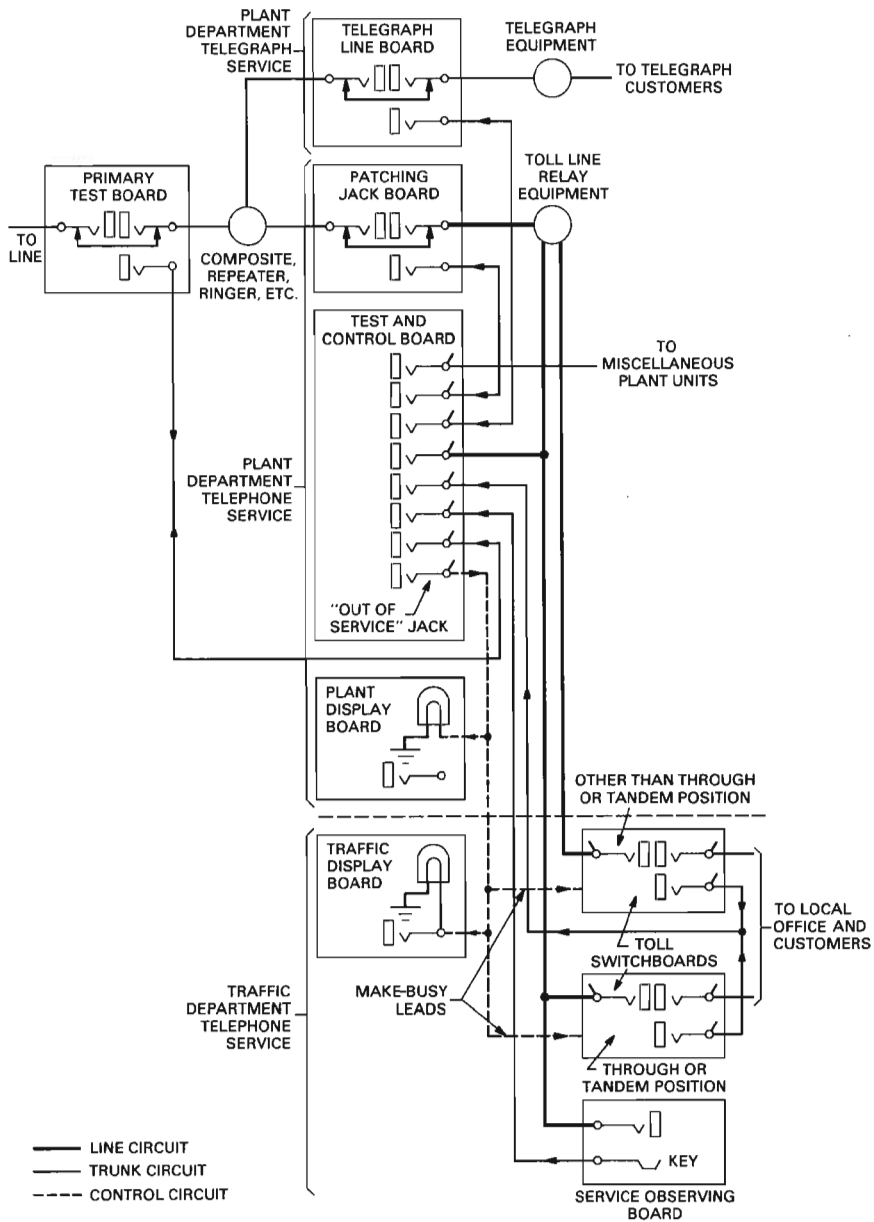 PLANT
DEPARTMENT
TELEGRAPH
SERVICE
TELEGRAPH
LINE BOARD
TELEGRAPH
EQUIPMENT
TO TELEGRAPH
CUSTOMERS
PRIMARY
TEST BOARD
TO
LINE
COMPOSITE,
REPEATER,
RINGER, ETC.
PATCHING
JACK BOARD
TOLL LINE
RELAY
EQUIPMENT
TEST AND
CONTROL BOARD
TO
MISCELLANEOUS
PLANT UNITS
PLANT
DEPARTMENT
TELEPHONE
SERVICE
"OUT OF
SERVICE" JACK
PLANT
DISPLAY
BOARD
OTHER THAN THROUGH
OR TANDEM POSITION
TRAFFIC
DISPLAY
BOARD
TO LOCAL
OFFICE AND
CUSTOMERS
TOLL
SWITCHBOARDS
MAKE-BUSY
LEADS
TRAFFIC
DEPARTMENT
TELEPHONE
SERVICE
THROUGH OR
TANDEM POSITION
KEY
SERVICE OBSERVING
BOARD
LINE CIRCUIT
TRUNK CIRCUIT
CONTROL CIRCUIT